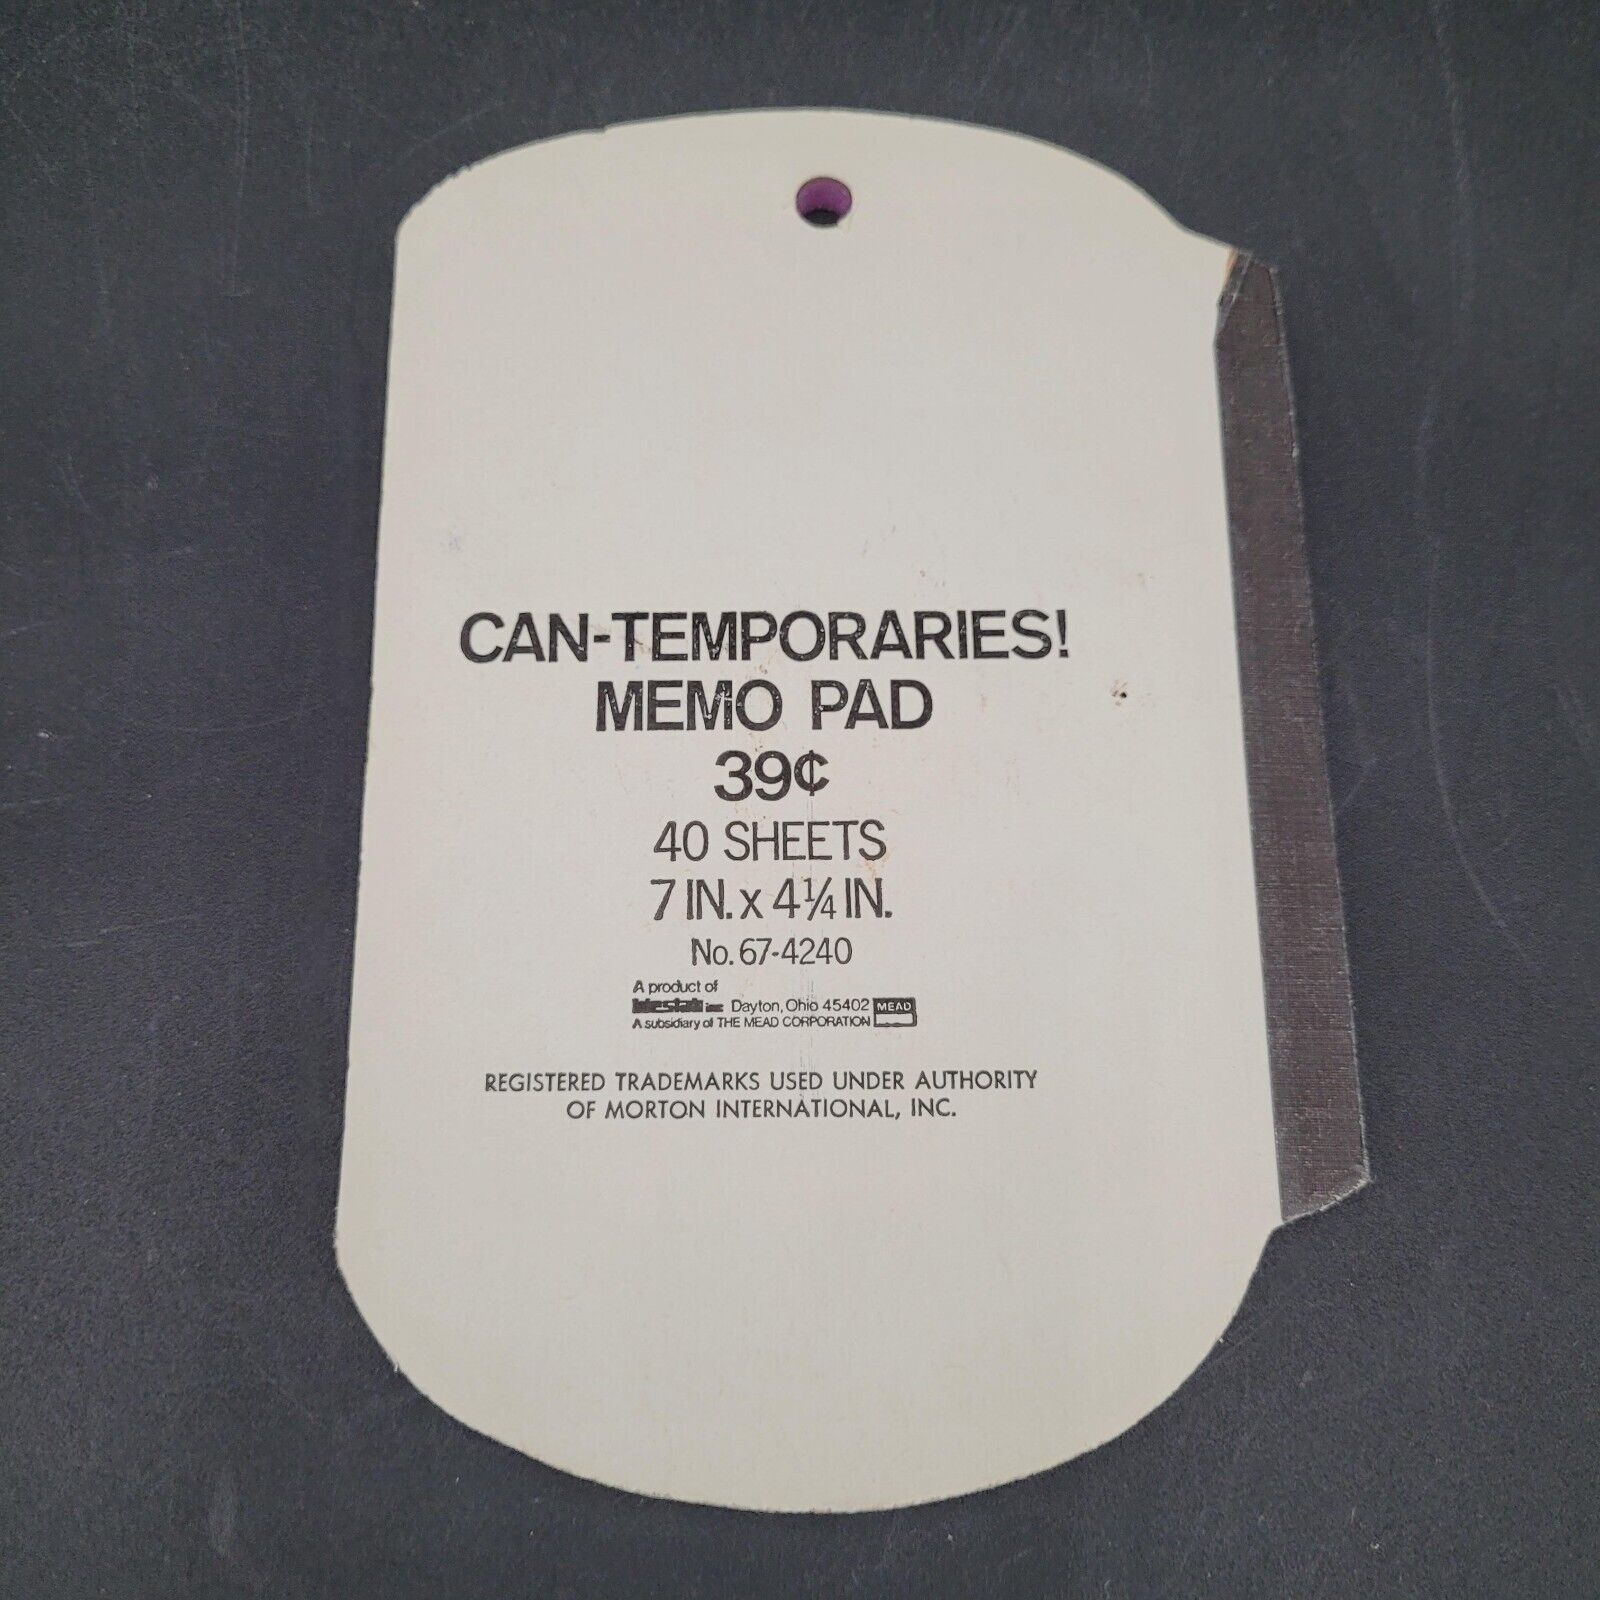 CAN-TEMPORARIES!
MEMO PAD
39¢
40 SHEETS
7 IN. x 4¼ IN.
No. 67-4240
A product of
inc Dayton, Ohio 45402 MEAD
A subsidiary of THE MEAD CORPORATION
REGISTERED TRADEMARKS USED UNDER AUTHORITY
OF MORTON INTERNATIONAL, INC.